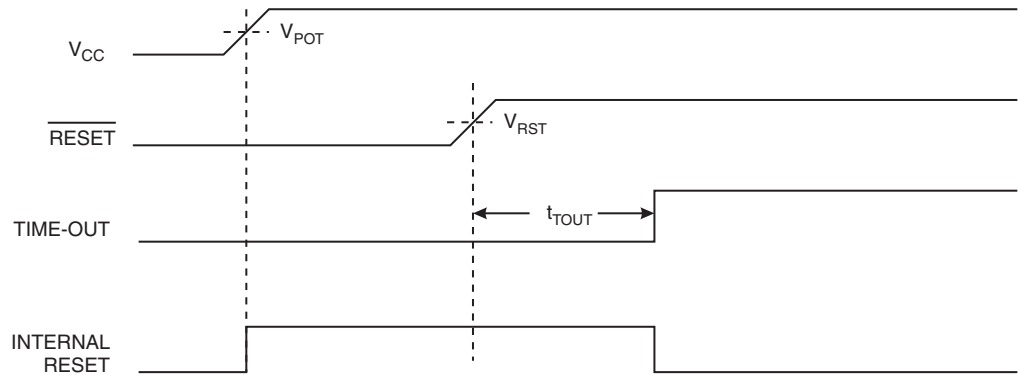 V_CC
V_POT
RESET
V_RST
TIME-OUT
t_TOUT
INTERNAL
RESET